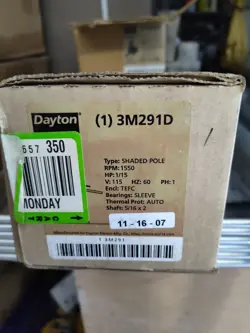 Dayton
(1) 3M291D
557 350
MONDAY
Type: SHADED POLE
RPM: 1550
HP: 1/15
V: 115 HZ: 60 PH: 1
Encl: TEFC
Bearings: SLEEVE
Thermal Prot: AUTO
Shaft: 5/16 x 2
11-16-07
1 3M291